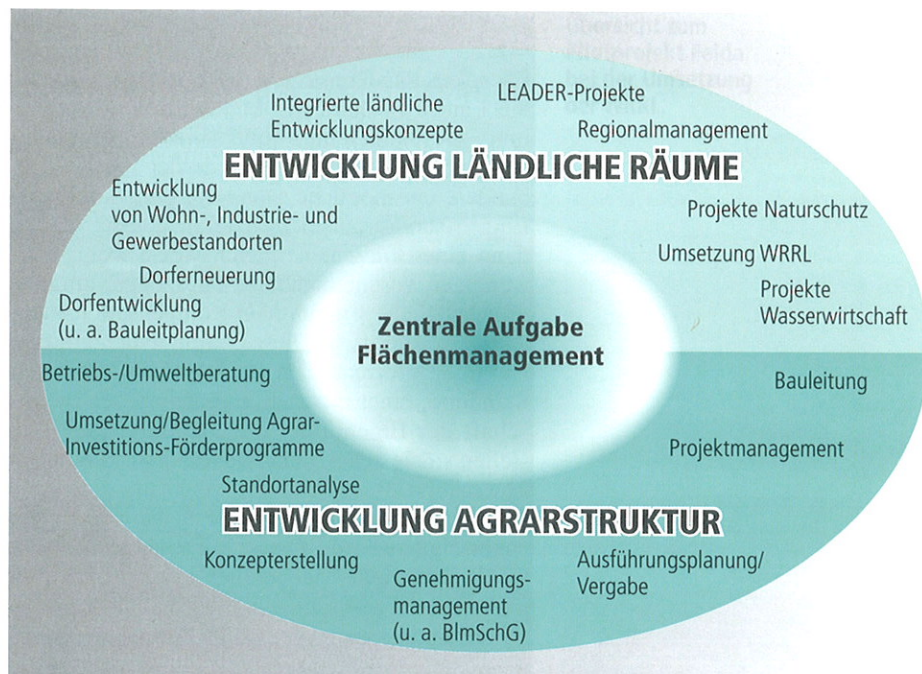 Integrierte ländliche
Entwicklungskonzepte
LEADER-Projekte
Regionalmanagement
ENTWICKLUNG LÄNDLICHE RÄUME
Entwicklung
von Wohn-, Industrie- und
Gewerbestandorten
Projekte Naturschutz
Umsetzung WRRL
Dorferneuerung
Projekte
Wasserwirtschaft
Dorfentwicklung
(u. a. Bauleitplanung)
Zentrale Aufgabe
Flächenmanagement
Betriebs-/Umweltberatung
Bauleitung
Umsetzung/Begleitung Agrar-
Investitions-Förderprogramme
Projektmanagement
Standortanalyse
ENTWICKLUNG AGRARSTRUKTUR
Konzepterstellung
Genehmigungs-
management
(u. a. BImSchG)
Ausführungsplanung/
Vergabe